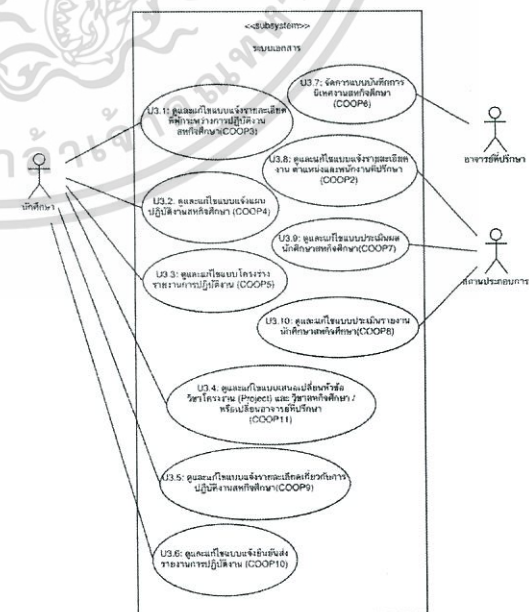 <<subsystem>>
ระบบเอกสาร
U3.7: จัดการแบบบันทึกการ
นิเทศงานสหกิจศึกษา
(COOP6)
U3.1: ดูและแก้ไขแบบแจ้งรายละเอียด
ที่พักระหว่างการปฏิบัติงาน
สหกิจศึกษา(COOP3)
อาจารย์ที่ปรึกษา
U3.8: ดูและแก้ไขแบบแจ้งรายละเอียด
งาน ตำแหน่งและพนักงานที่ปรึกษา
(COOP2)
นักศึกษา
U3.2: ดูและแก้ไขแบบแจ้งแผน
ปฏิบัติงานสหกิจศึกษา (COOP4)
U3.9: ดูและแก้ไขแบบประเมินผล
นักศึกษาสหกิจศึกษา(COOP7)
สถานประกอบการ
U3.3: ดูและแก้ไขแบบโครงร่าง
รายงานการปฏิบัติงาน (COOP5)
U3.10: ดูและแก้ไขแบบประเมินรายงาน
นักศึกษาสหกิจศึกษา(COOP8)
U3.4: ดูและแก้ไขแบบเสนอเปลี่ยนหัวข้อ
วิชาโครงงาน (Project) และ วิชาสหกิจศึกษา /
หรือเปลี่ยนอาจารย์ที่ปรึกษา
(COOP11)
U3.5: ดูและแก้ไขแบบแจ้งรายละเอียดเกี่ยวกับการ
ปฏิบัติงานสหกิจศึกษา(COOP9)
U3.6: ดูและแก้ไขแบบแจ้งยืนยันส่ง
รายงานการปฏิบัติงาน (COOP10)